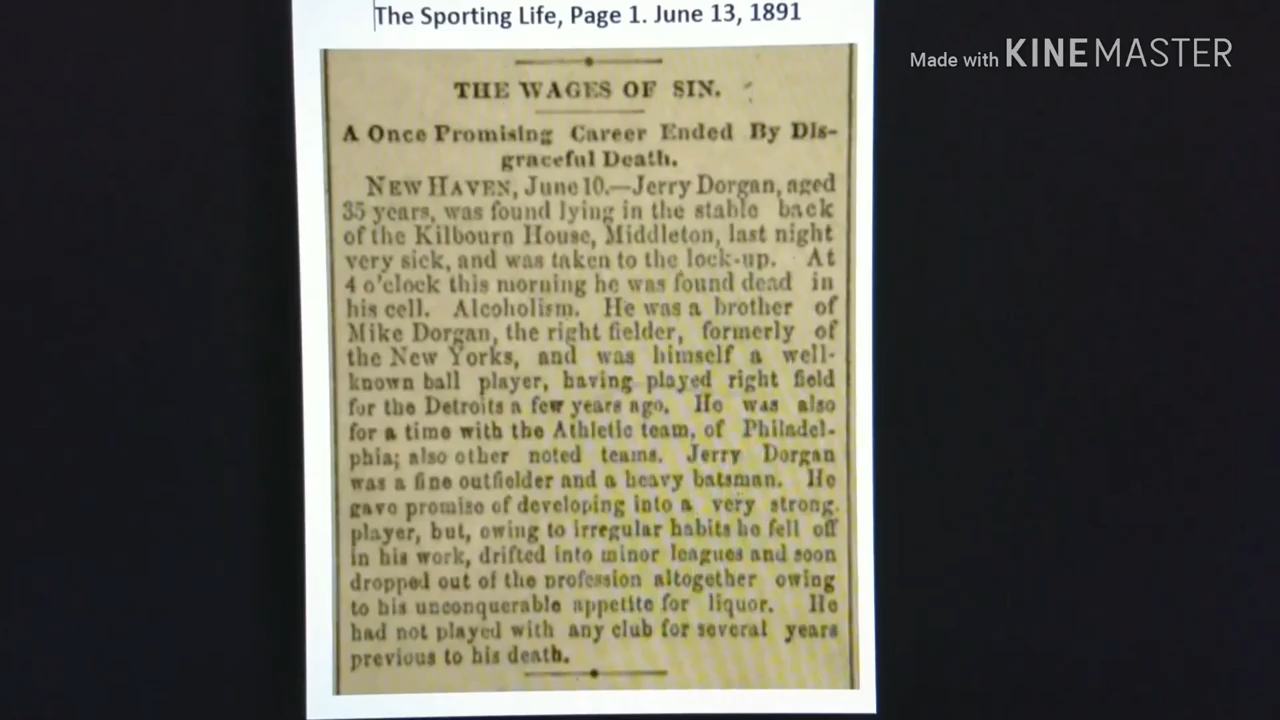 The Sporting Life, Page 1. June 13, 1891
Made with KINEMASTER
THE WAGES OF SIN.
A Once Promising Career Ended By Dis-
graceful Death.
NEW HAVEN, June 10.—Jerry Dorgan, aged
35 years, was found lying in the stable back
of the Kilbourn House, Middleton, last night
very sick, and was taken to the lock-up. At
4 o'clock this morning he was found dead in
his cell. Alcoholism. He was a brother of
Mike Dorgan, the right fielder, formerly of
the New Yorks, and was himself a well-
known ball player, having played right field
for the Detroits a few years ago. He was also
for a time with the Athletic team, of Philadel-
phia; also other noted teams. Jerry Dorgan
was a fine outfielder and a heavy batsman. He
gave promise of developing into a very strong
player, but, owing to irregular habits he fell off
in his work, drifted into minor leagues and soon
dropped out of the profession altogether owing
to his unconquerable appetite for liquor. He
had not played with any club for several years
previous to his death.